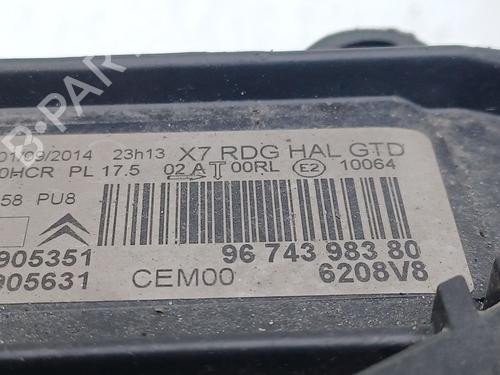 01/09/2014 23h13 X7 RDG HAL GTD
0HCR PL 17.5 02 A T 00RL E2 10064
58 PU8
905351 96 743 983 80
905631 CEM00 6208V8